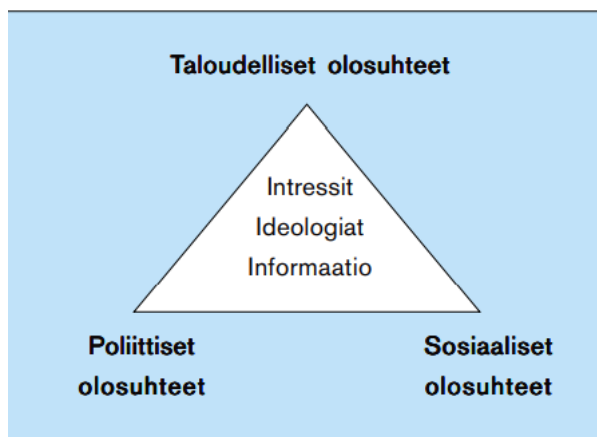 Taloudelliset olosuhteet
Intressit
Ideologiat
Informaatio
Poliittiset
olosuhteet
Sosiaaliset
olosuhteet